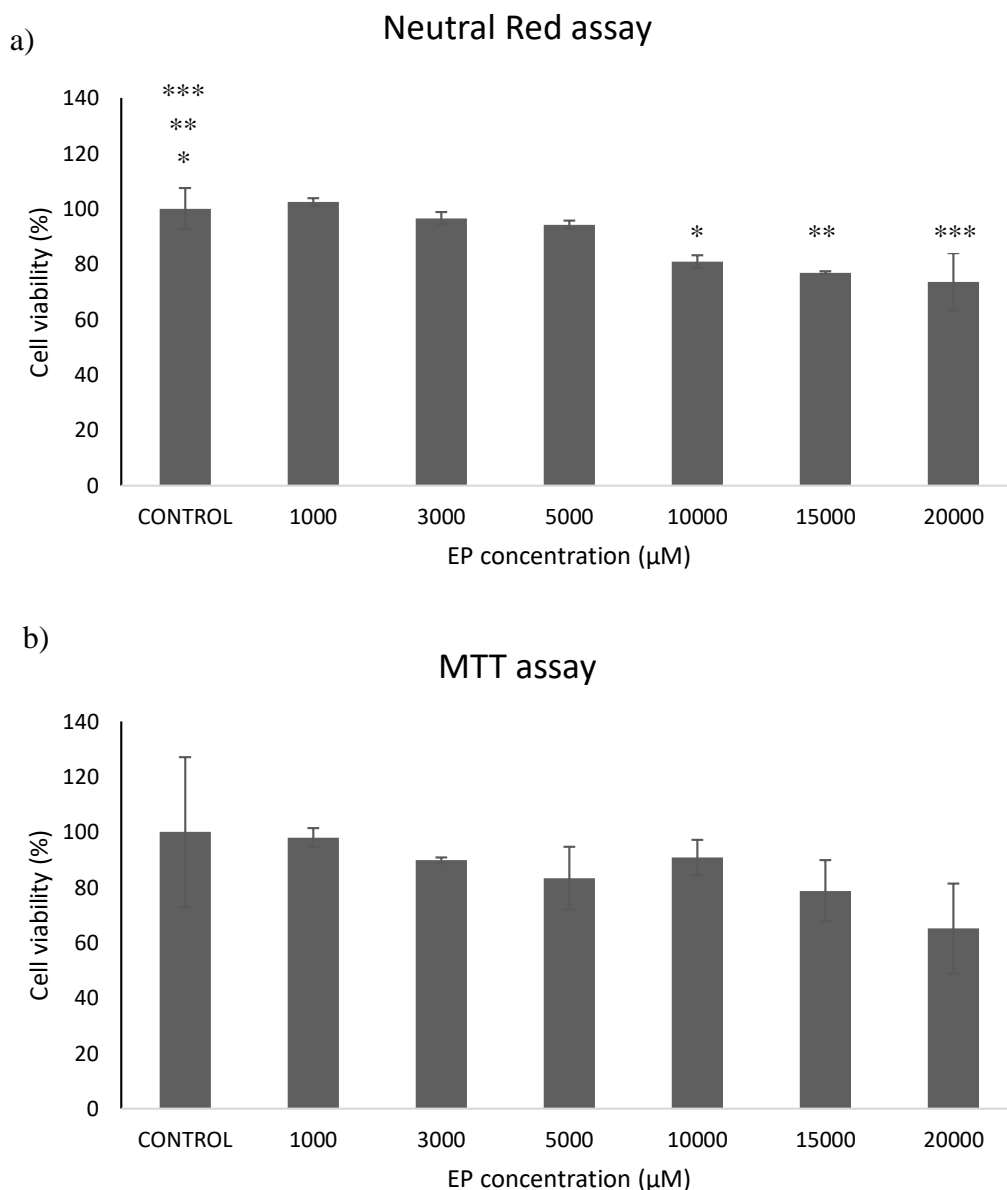 a)
Neutral Red assay
Cell viability (%)
140
120
100
80
60
40
20
0
***
**
*
*
**
***
CONTROL 1000 3000 5000 10000 15000 20000
EP concentration (µM)
b)
MTT assay
Cell viability (%)
140
120
100
80
60
40
20
0
CONTROL 1000 3000 5000 10000 15000 20000
EP concentration (µM)